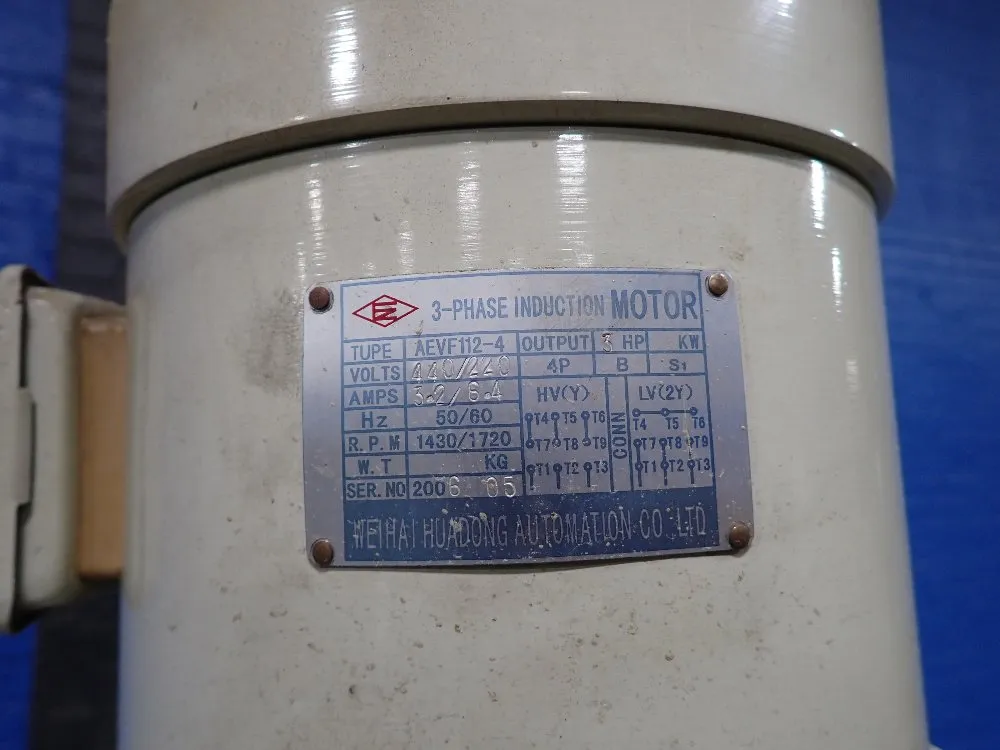 3-PHASE INDUCTION MOTOR
TUPE AEVF112-4 OUTPUT 3 HP KW
VOLTS 440/220 4P B S1
AMPS 3.2/6.4 HV(Y) CONN LV(2Y)
Hz 50/60 T4 T5 T6 T4 T5 T6
R.P.M 1430/1720 T7 T8 T9 T7 T8 T9
W.T KG T1 T2 T3 T1 T2 T3
SER.NO 2006 05
WEIHAI HUADONG AUTOMATION CO.LTD